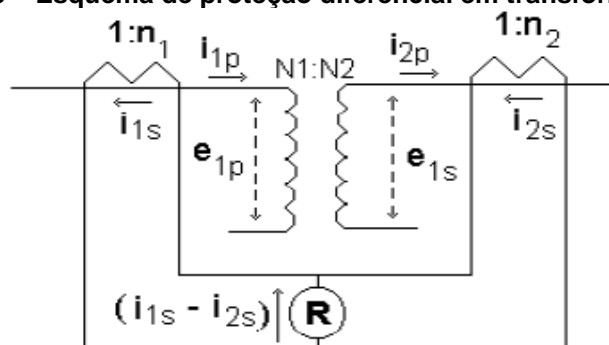 Esquema de proteção diferencial em transfor
1:n1
i1p
N1:N2
i2p
1:n2
i1s
i2s
e1p
e1s
(i1s - i2s)
R